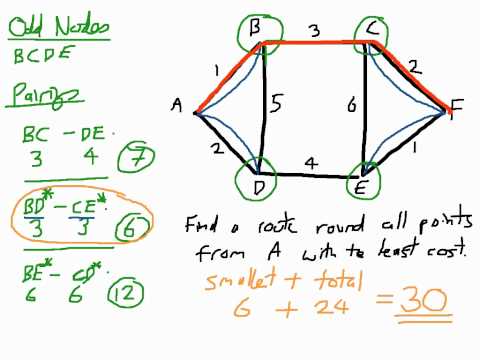 Odd Nodes
BCDE
Pairings
BC - DE.
3 4 7
BD* - CE*
3 3 6
BE* - CD*
6 6 12
B
3
C
1
2
A
5
6
F
2
4
1
D
E
Find a route round all points
from A with te least cost.
smallest + total
6 + 24 = 30